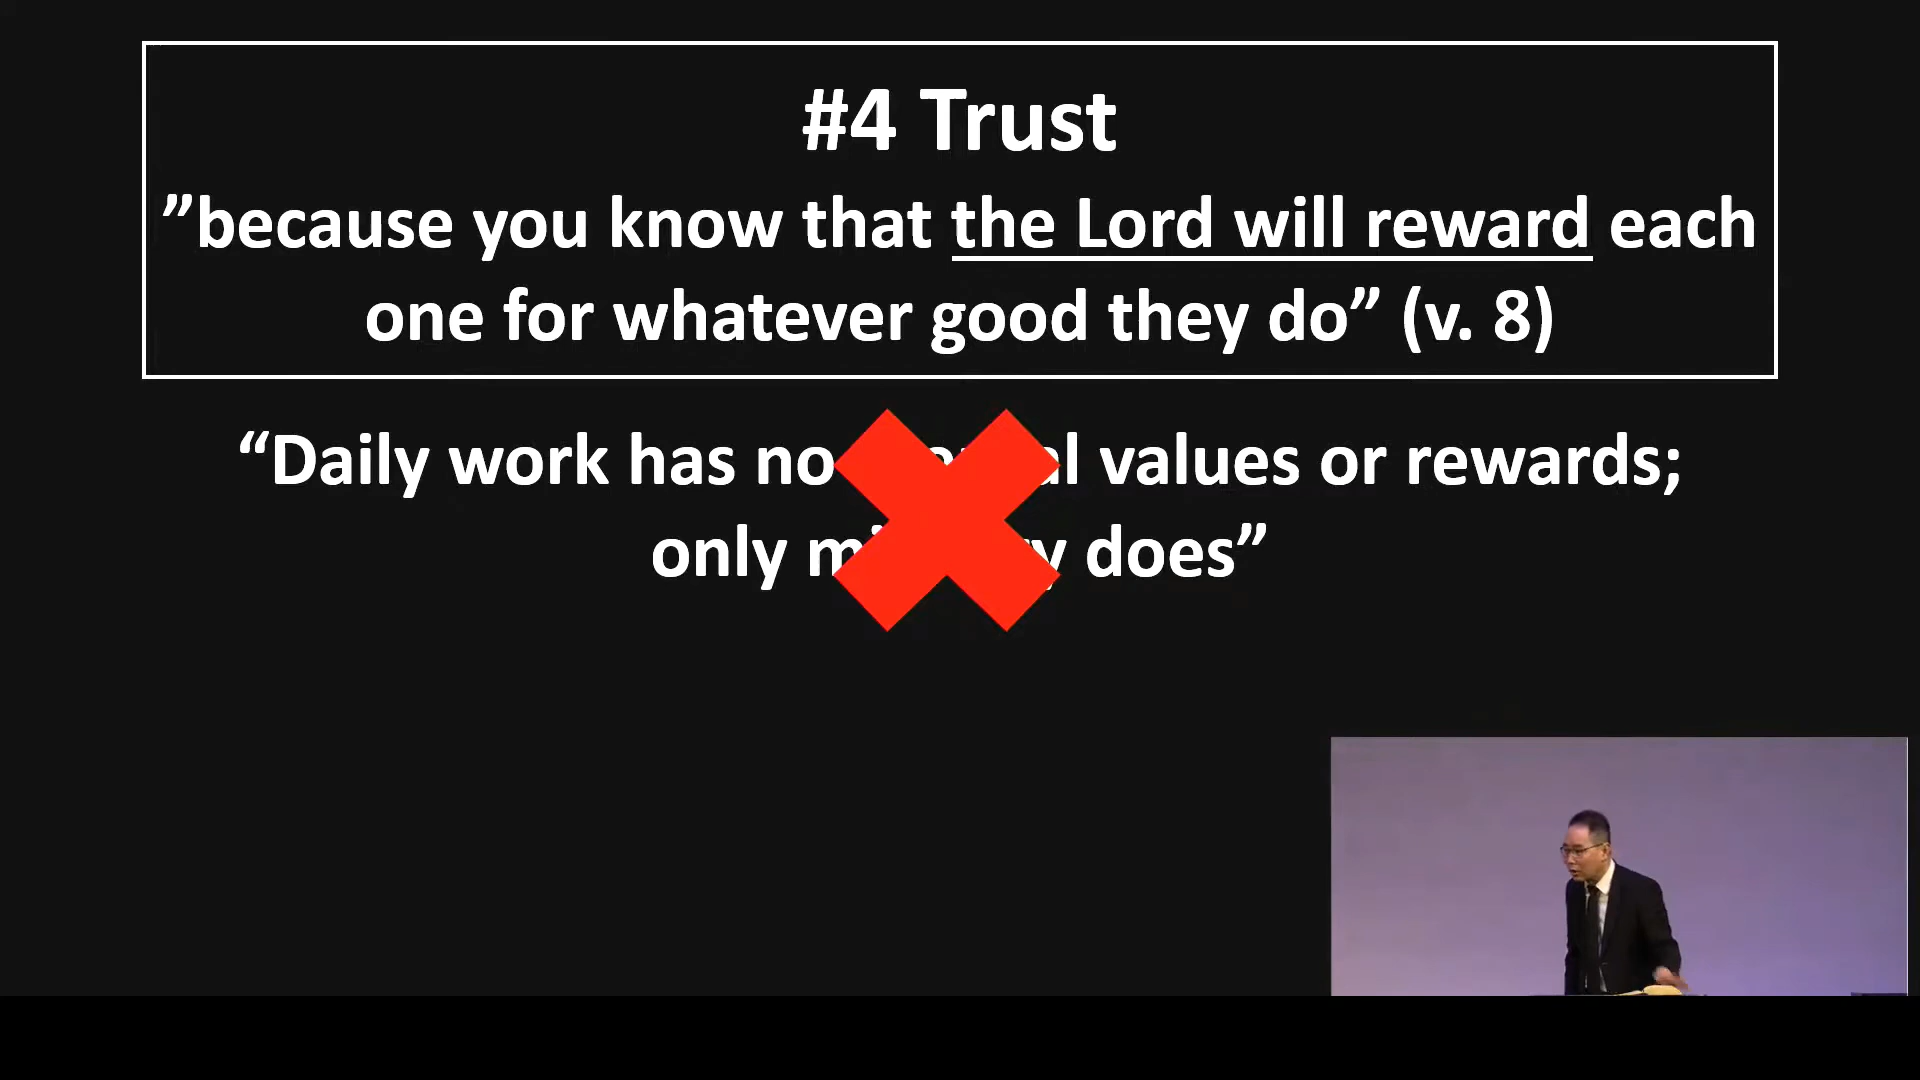 #4 Trust
”because you know that the Lord will reward each
one for whatever good they do” (v. 8)
“Daily work has no values or rewards;
only does”